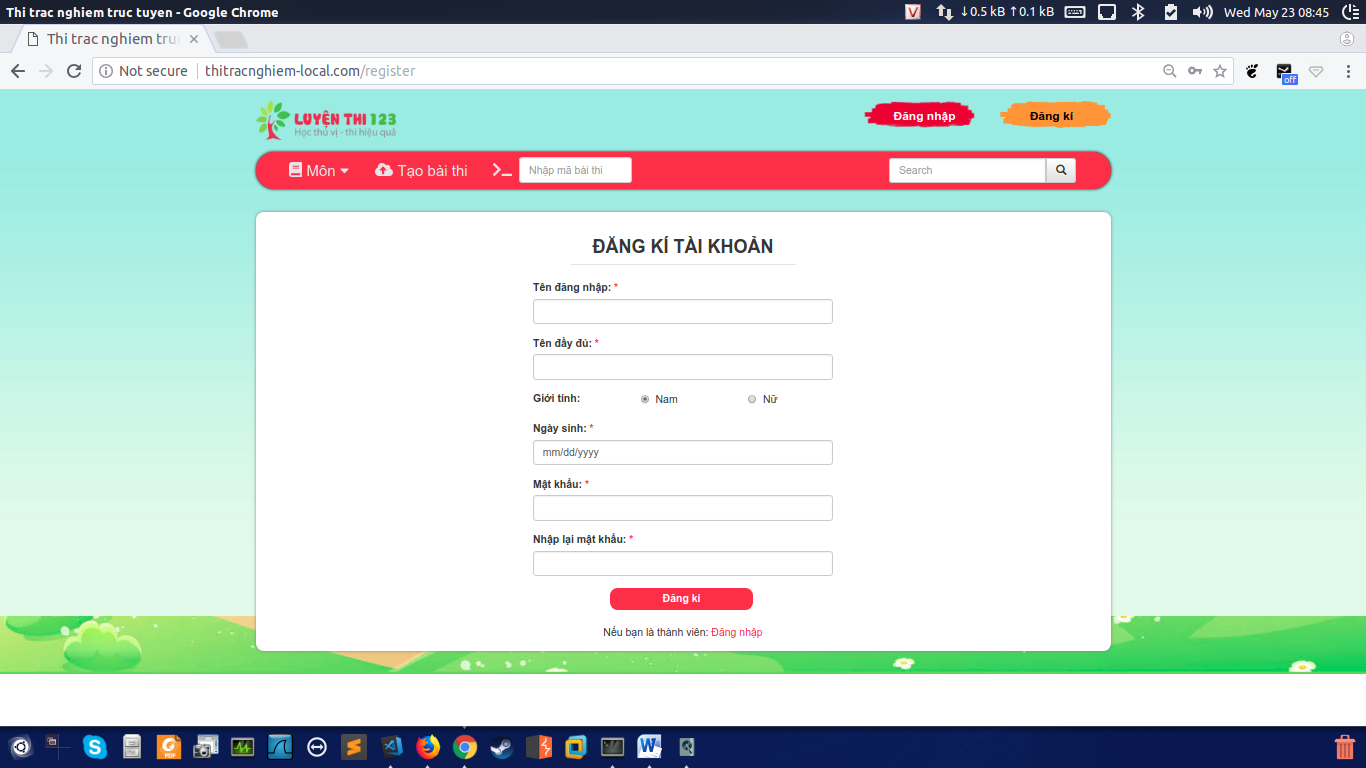 Thi trac nghiem truc tuyen - Google Chrome
↓0.5 kB ↑0.1 kB
Wed May 23 08:45
Thi trac nghiem truc
Not secure
thitracnghiem-local.com/register
off
LUYỆN THI 123
Học thú vị - thi hiệu quả
Đăng nhập
Đăng kí
Môn
Tạo bài thi
Nhập mã bài thi
Search
ĐĂNG KÍ TÀI KHOẢN
Tên đăng nhập: *
Tên đầy đủ: *
Giới tính:
Nam
Nữ
Ngày sinh: *
mm/dd/yyyy
Mật khẩu: *
Nhập lại mật khẩu: *
Đăng kí
Nếu bạn là thành viên: Đăng nhập